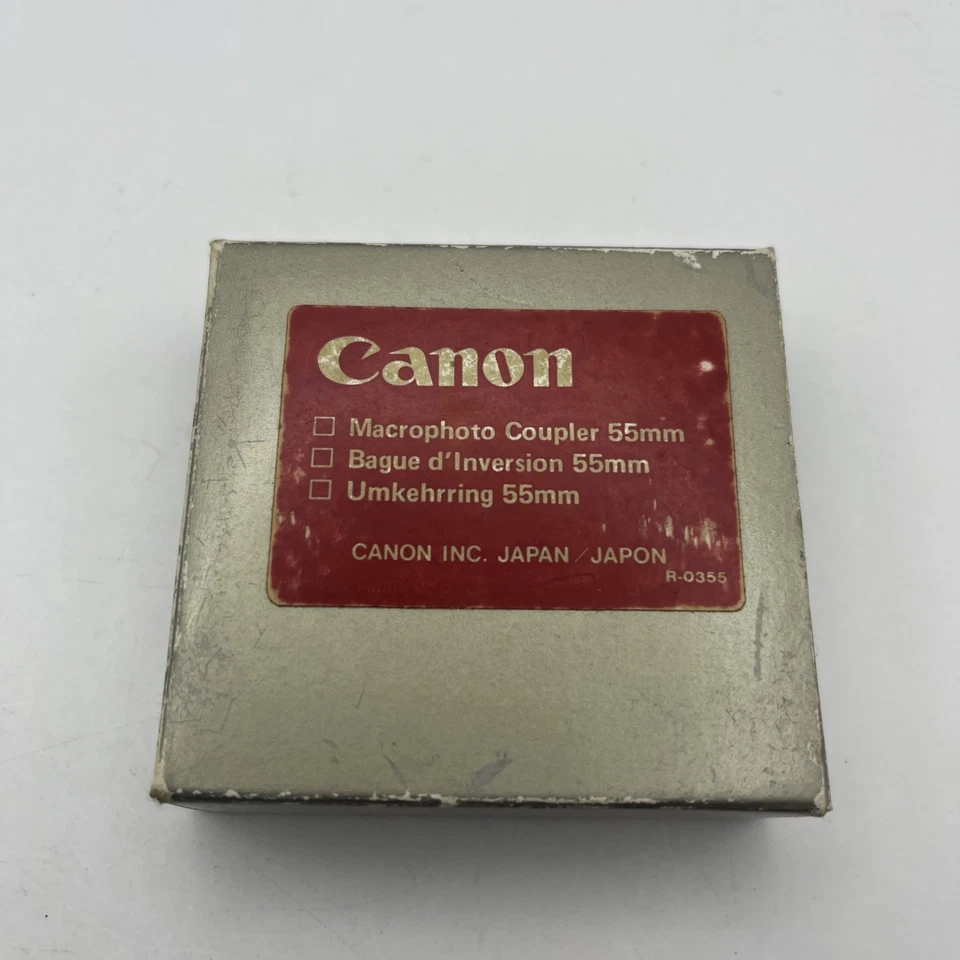 Canon
□ Macrophoto Coupler 55mm
□ Bague d'Inversion 55mm
□ Umkehrring 55mm
CANON INC. JAPAN / JAPON
R-0355